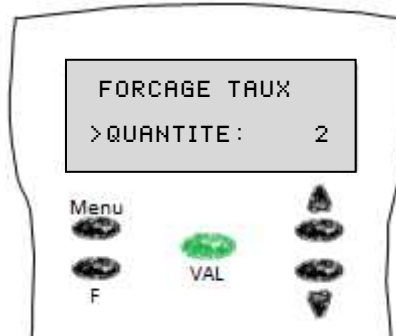 FORCAGE TAUX
>QUANTITE: 2
Menu
VAL
F